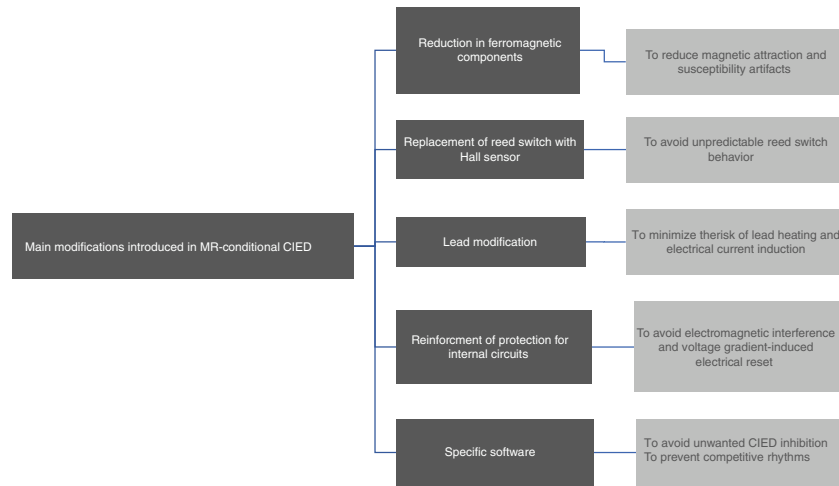 Reduction in ferromagnetic
components
To reduce magnetic attraction and
susceptibility artifacts
Replacement of reed switch with
Hall sensor
To avoid unpredictable reed switch
behavior
Main modifications introduced in MR-conditional CIED
Lead modification
To minimize therisk of lead heating and
electrical current induction
Reinforcment of protection for
internal circuits
To avoid electromagnetic interference
and voltage gradient-induced
electrical reset
Specific software
To avoid unwanted CIED inhibition
To prevent competitive rhythms